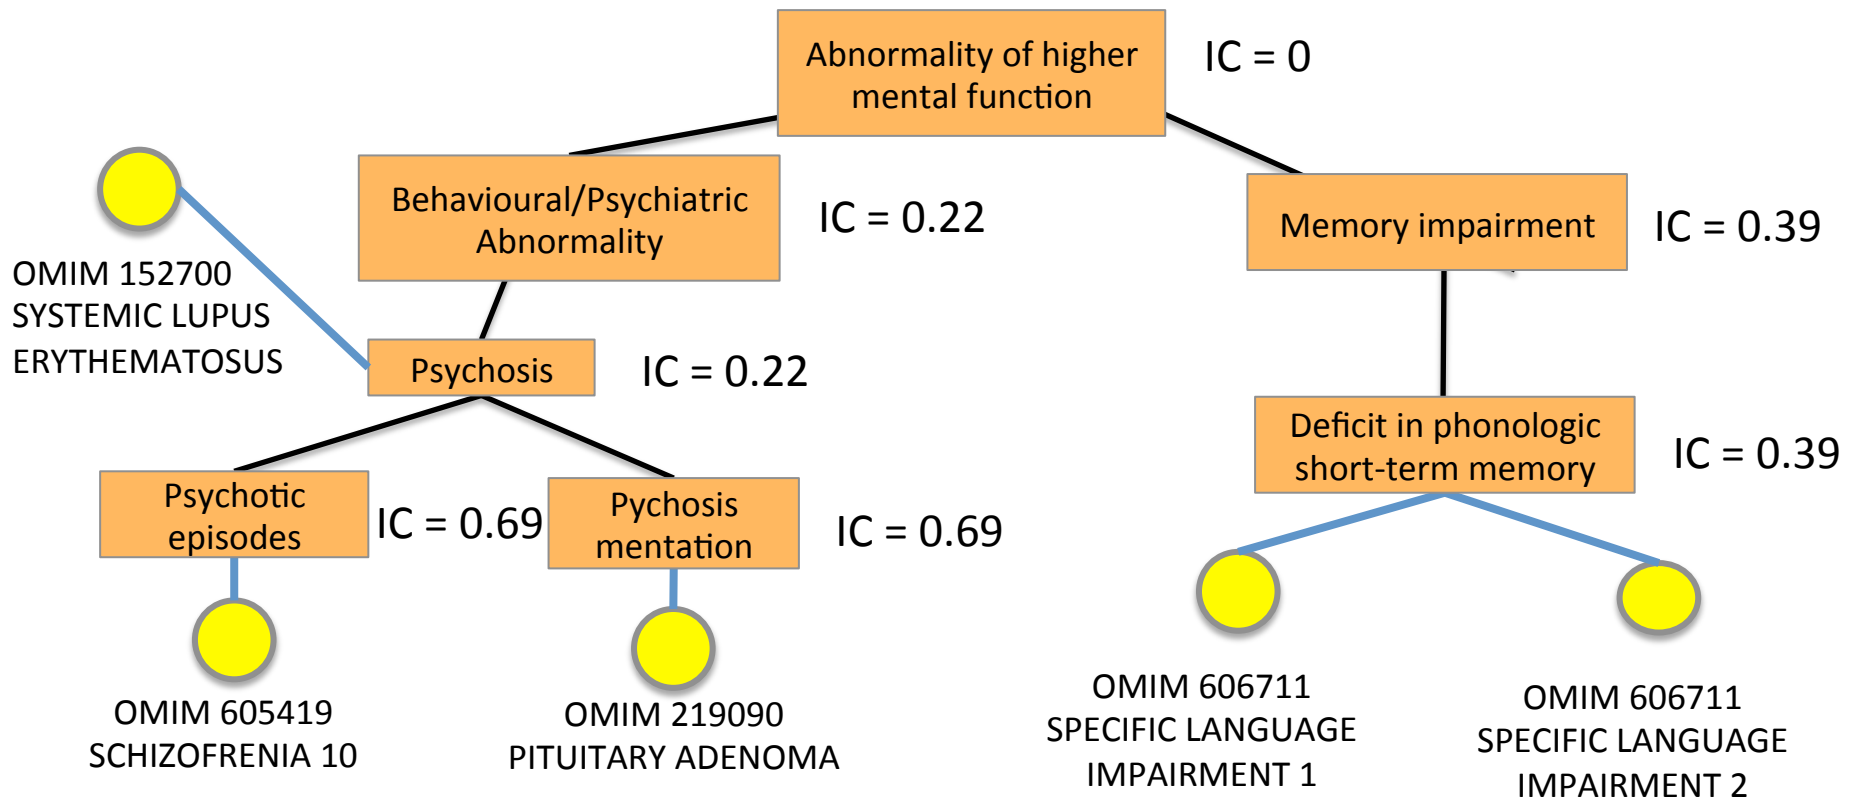 Abnormality of higher
mental function
IC = 0
Behavioural/Psychiatric
Abnormality
IC = 0.22
Memory impairment
IC = 0.39
OMIM 152700
SYSTEMIC LUPUS
ERYTHEMATOSUS
Psychosis
IC = 0.22
Deficit in phonologic
short-term memory
IC = 0.39
Psychotic
episodes
IC = 0.69
Pychosis
mentation
IC = 0.69
OMIM 605419
SCHIZOFRENIA 10
OMIM 219090
PITUITARY ADENOMA
OMIM 606711
SPECIFIC LANGUAGE
IMPAIRMENT 1
OMIM 606711
SPECIFIC LANGUAGE
IMPAIRMENT 2